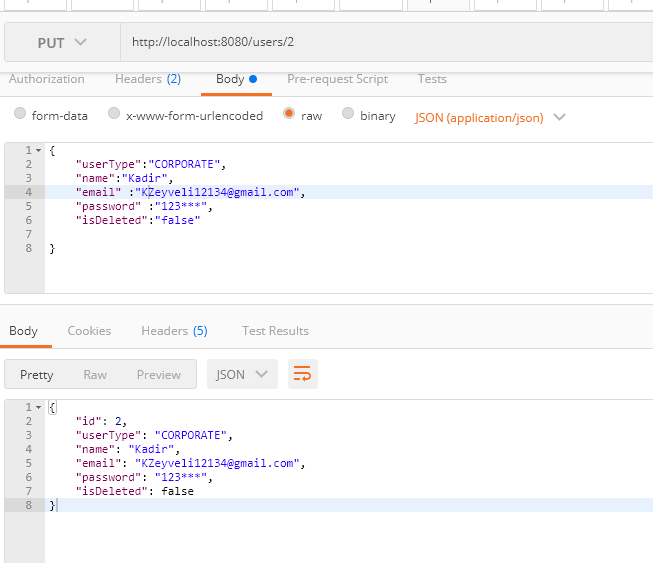 PUT http://localhost:8080/users/2
Authorization Headers (2) Body Pre-request Script Tests
form-data x-www-form-urlencoded raw binary JSON (application/json)
1 {
2 "userType":"CORPORATE",
3 "name":"Kadir",
4 "email" :"KZeyveli12134@gmail.com",
5 "password" :"123***",
6 "isDeleted":"false"
7
8 }
Body Cookies Headers (5) Test Results
Pretty Raw Preview JSON
1 {
2 "id": 2,
3 "userType": "CORPORATE",
4 "name": "Kadir",
5 "email": "KZeyveli12134@gmail.com",
6 "password": "123***",
7 "isDeleted": false
8 }